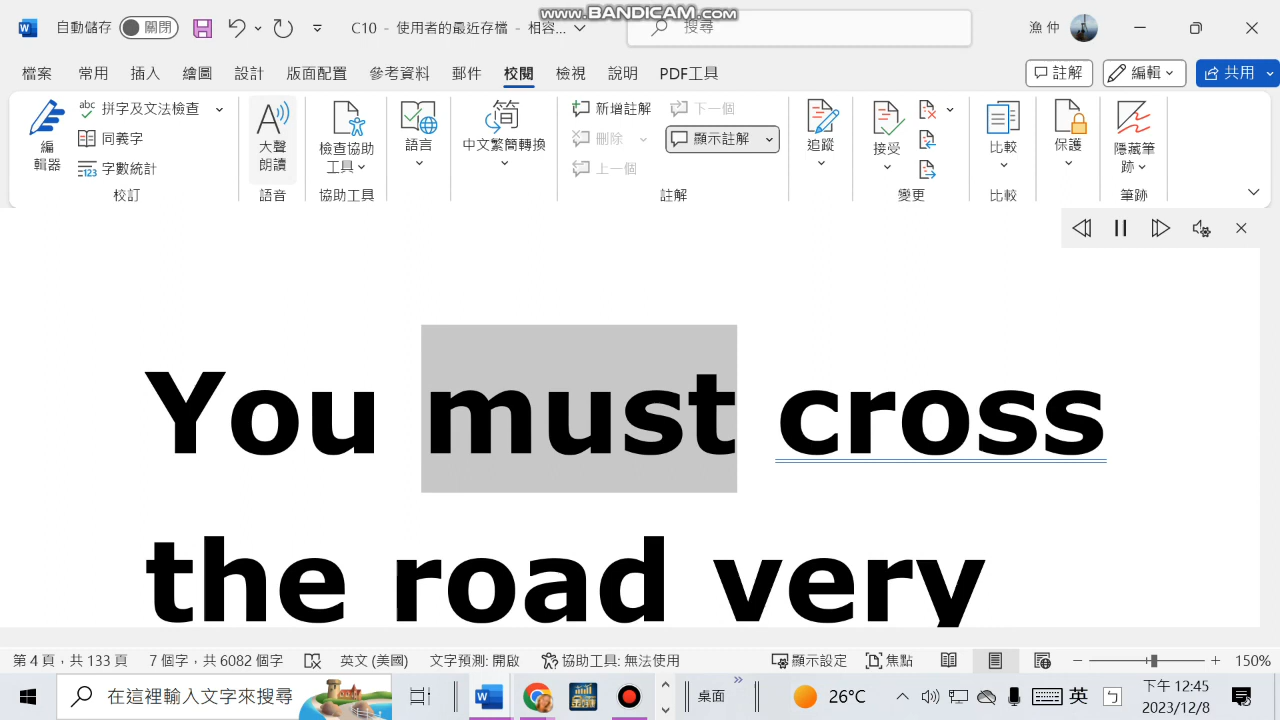 www.BANDICAM.com
自動儲存 關閉 C10 - 使用者的最近存檔 - 相容... 搜尋 漁 仲
檔案 常用 插入 繪圖 設計 版面配置 參考資料 郵件 校閱 檢視 說明 PDF工具 註解 編輯 共用
編輯器
abc 拼字及文法檢查
同義字
123 字數統計
校訂
大聲朗讀
語音
檢查協助工具
協助工具
語言
简
中文繁簡轉換
新增註解
刪除
上一個
下一個
顯示註解
註解
追蹤
接受
變更
比較
比較
保護
隱藏筆跡
筆跡
You must cross
the road very
第 4 頁,共 133 頁 7 個字,共 6082 個字 英文 (美國) 文字預測: 開啟 協助工具: 無法使用 顯示設定 焦點 150%
在這裡輸入文字來搜尋 桌面 26°C 英 下午 12:45
2023/12/8